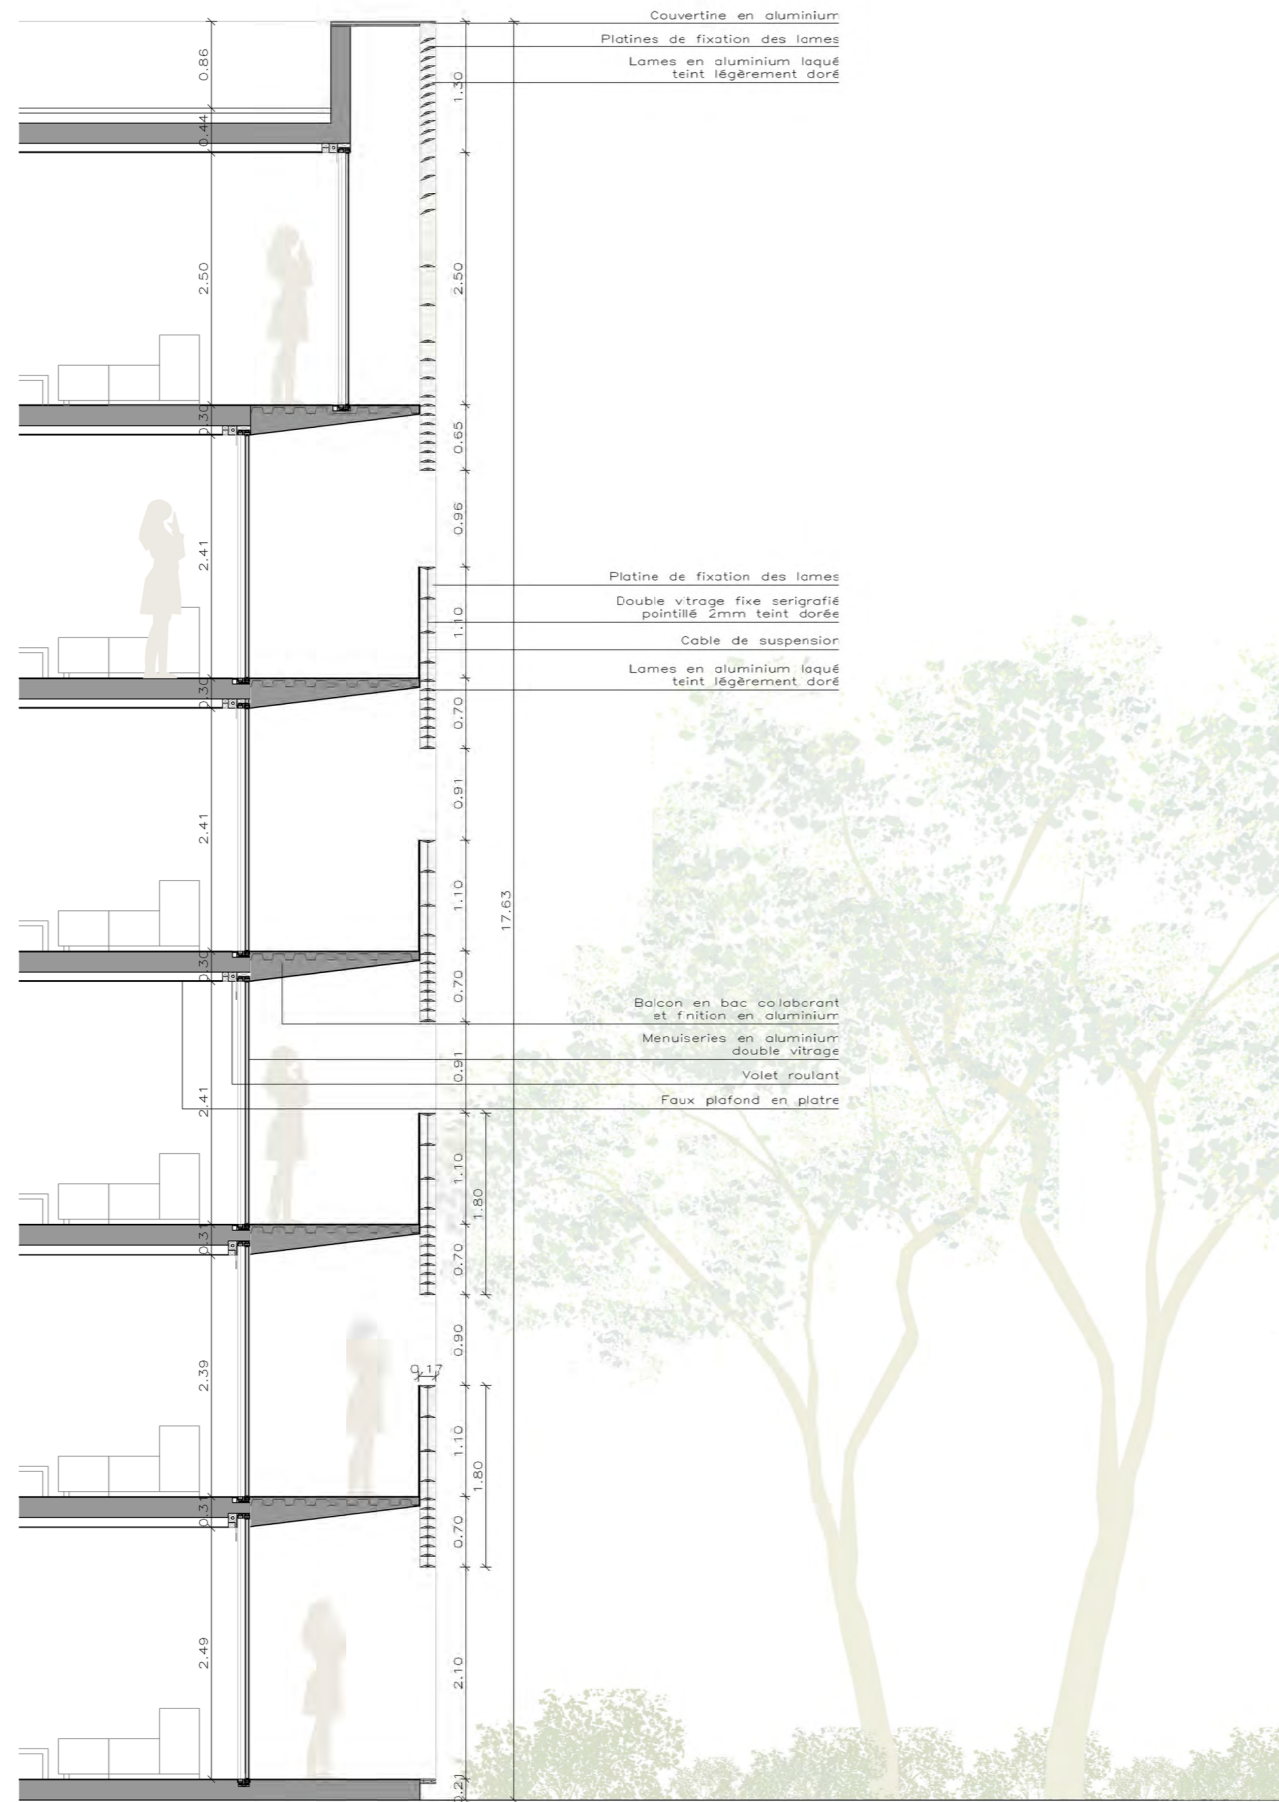 Couvertine en aluminium
Platines de fixation des lames
Lames en aluminium laqué
teint légèrement doré
0.86
1.30
0.44
2.50
2.50
0.30
0.65
0.96
2.41
Platine de fixation des lames
Double vitrage fixe serigrafié
pointillé 2mm teint dorée
1.10
Cable de suspension
Lames en aluminium laqué
teint légèrement doré
0.30
0.70
0.91
2.41
1.10
17.63
0.30
0.70
Balcon en bac collaborant
et finition en aluminium
Menuiseries en aluminium
double vitrage
0.91
Volet roulant
Faux plafond en platre
2.41
1.10
1.80
0.31
0.70
0.90
0.17
2.39
1.10
1.80
0.31
0.70
2.49
2.10
0.21